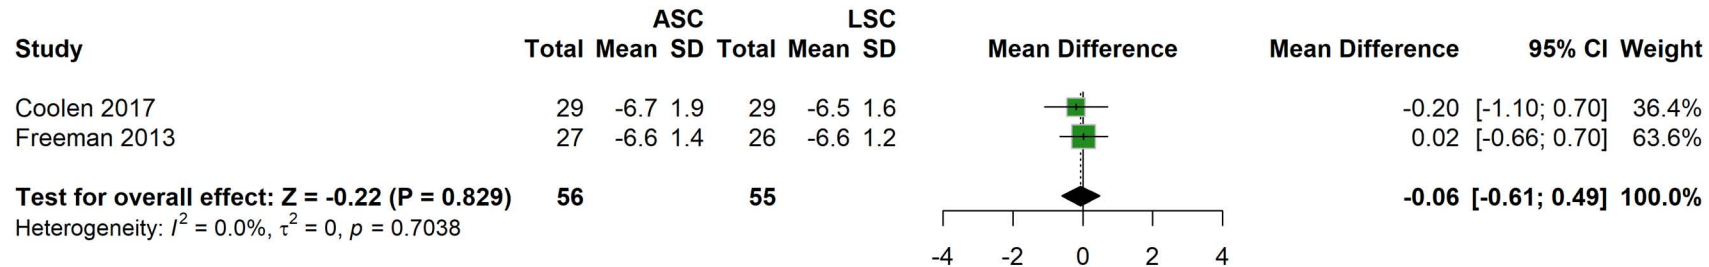 ASC LSC
Study Total Mean SD Total Mean SD Mean Difference Mean Difference 95% CI Weight
Coolen 2017 29 -6.7 1.9 29 -6.5 1.6 -0.20 [-1.10; 0.70] 36.4%
Freeman 2013 27 -6.6 1.4 26 -6.6 1.2 0.02 [-0.66; 0.70] 63.6%
Test for overall effect: Z = -0.22 (P = 0.829) 56 55 -0.06 [-0.61; 0.49] 100.0%
Heterogeneity: I² = 0.0%, τ² = 0, p = 0.7038
-4 -2 0 2 4